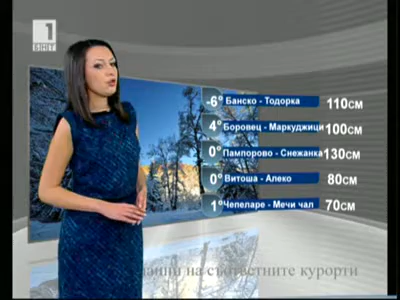 1
БНТ
-6° Банско - Тодорка 110см
4° Боровец - Маркуджици 100см
0° Пампорово - Снежанка 130см
0° Витоша - Алеко 80см
1° Чепеларе - Мечи чал 70см
на съответните курорти